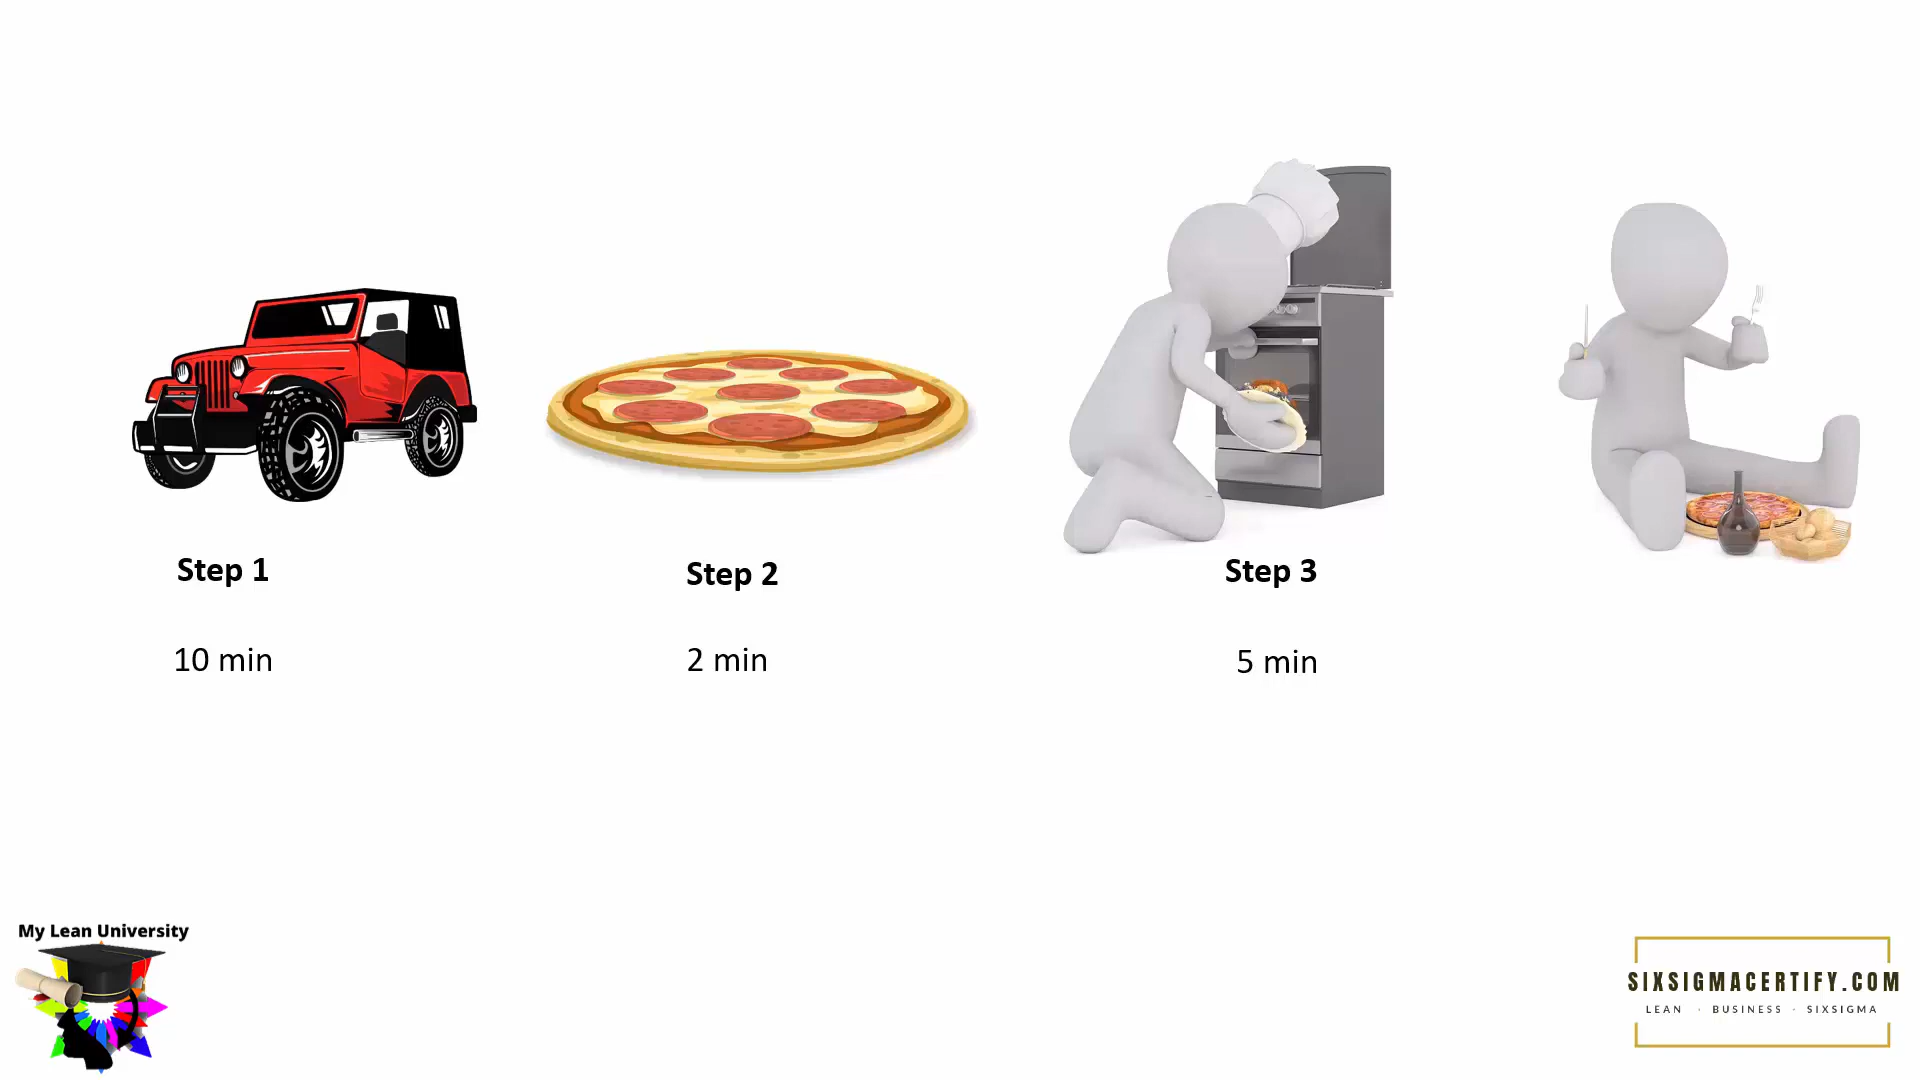 Step 1
Step 2
Step 3
10 min
2 min
5 min
My Lean University
SIXSIGMACERTIFY.COM
LEAN · BUSINESS · SIXSIGMA